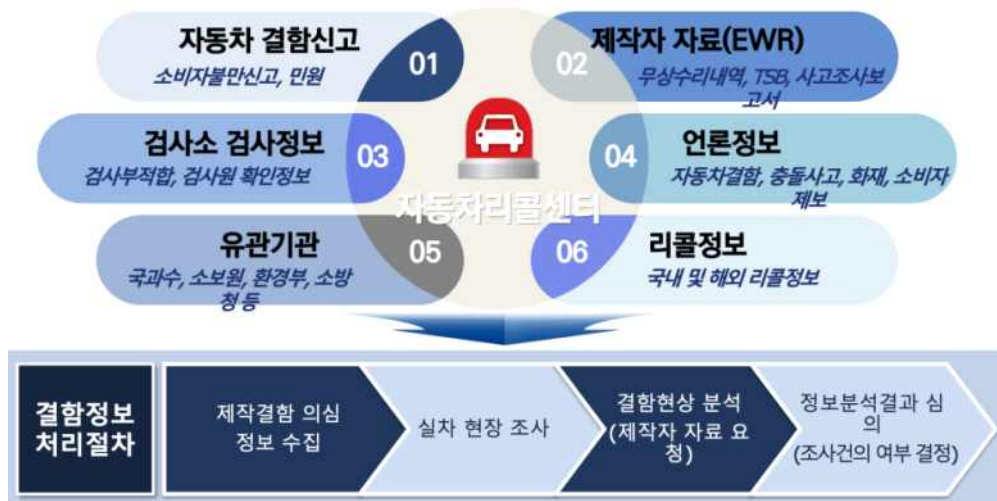 자동차 결함신고
소비자불만신고, 민원
01
02
제작자 자료(EWR)
무상수리내역, TSB, 사고조사보
고서
검사소 검사정보
검사부적합, 검사원 확인정보
03
04
언론정보
자동차결함, 충돌사고, 화재, 소비자
제보
자동차리콜센터
유관기관
국과수, 소보원, 환경부, 소방
청 등
05
06
리콜정보
국내 및 해외 리콜정보
결함정보
처리절차
제작결함 의심
정보 수집
실차 현장 조사
결함현상 분석
(제작자 자료 요
청)
정보분석결과 심
의
(조사건의 여부 결정)